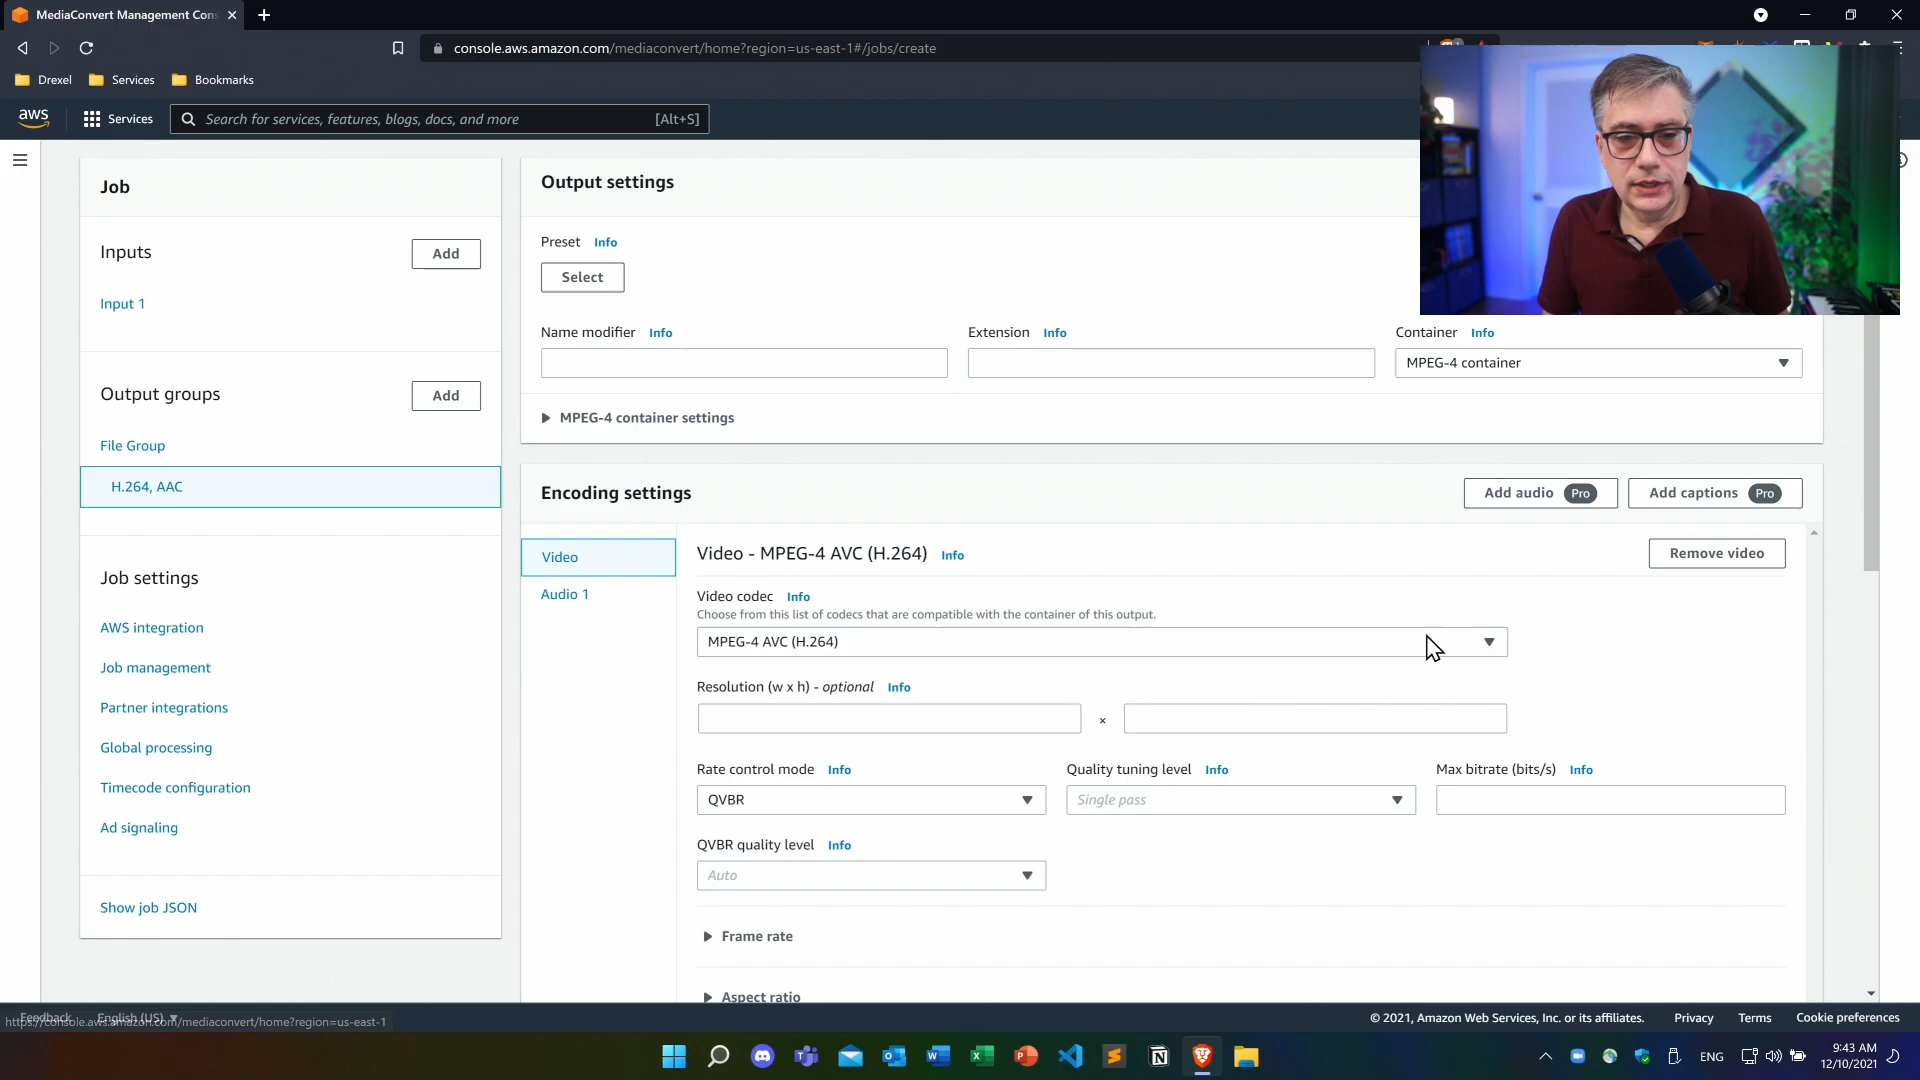 MediaConvert Management Cons
console.aws.amazon.com/mediaconvert/home?region=us-east-1#/jobs/create
Drexel
Services
Bookmarks
aws
Services
Search for services, features, blogs, docs, and more
[Alt+S]
Job
Inputs
Add
Input 1
Output groups
Add
File Group
H.264, AAC
Job settings
AWS integration
Job management
Partner integrations
Global processing
Timecode configuration
Ad signaling
Show job JSON
Output settings
Preset Info
Select
Name modifier Info
Extension Info
Container Info
MPEG-4 container
MPEG-4 container settings
Encoding settings
Add audio Pro
Add captions Pro
Video
Audio 1
Video - MPEG-4 AVC (H.264) Info
Remove video
Video codec Info
Choose from this list of codecs that are compatible with the container of this output.
MPEG-4 AVC (H.264)
Resolution (w x h) - optional Info
×
Rate control mode Info
QVBR
Quality tuning level Info
Single pass
Max bitrate (bits/s) Info
QVBR quality level Info
Auto
Frame rate
Aspect ratio
Feedback
English (US)
https://console.aws.amazon.com/mediaconvert/home?region=us-east-1
© 2021, Amazon Web Services, Inc. or its affiliates.
Privacy
Terms
Cookie preferences
ENG
9:43 AM
12/10/2021